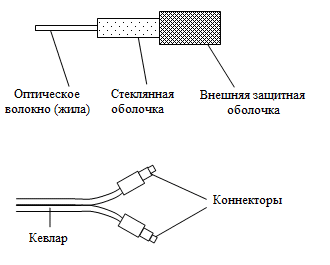 Оптическое
волокно (жила)
Стеклянная
оболочка
Внешняя защитная
оболочка
Коннекторы
Кевлар